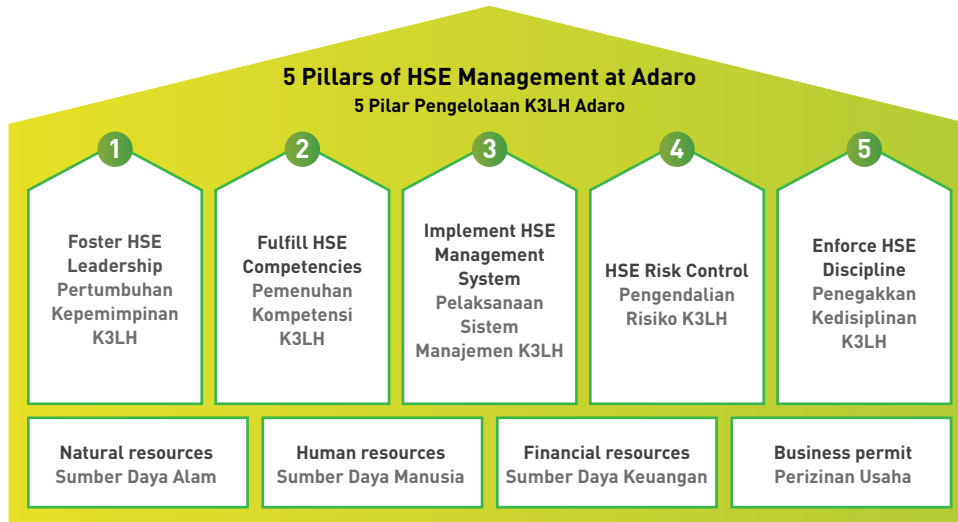 5 Pillars of HSE Management at Adaro
5 Pilar Pengelolaan K3LH Adaro
1
Foster HSE
Leadership
Pertumbuhan
Kepemimpinan
K3LH
2
Fulfill HSE
Competencies
Pemenuhan
Kompetensi
K3LH
3
Implement HSE
Management
System
Pelaksanaan
Sistem
Manajemen K3LH
4
HSE Risk Control
Pengendalian
Risiko K3LH
5
Enforce HSE
Discipline
Penegakkan
Kedisiplinan
K3LH
Natural resources
Sumber Daya Alam
Human resources
Sumber Daya Manusia
Financial resources
Sumber Daya Keuangan
Business permit
Perizinan Usaha